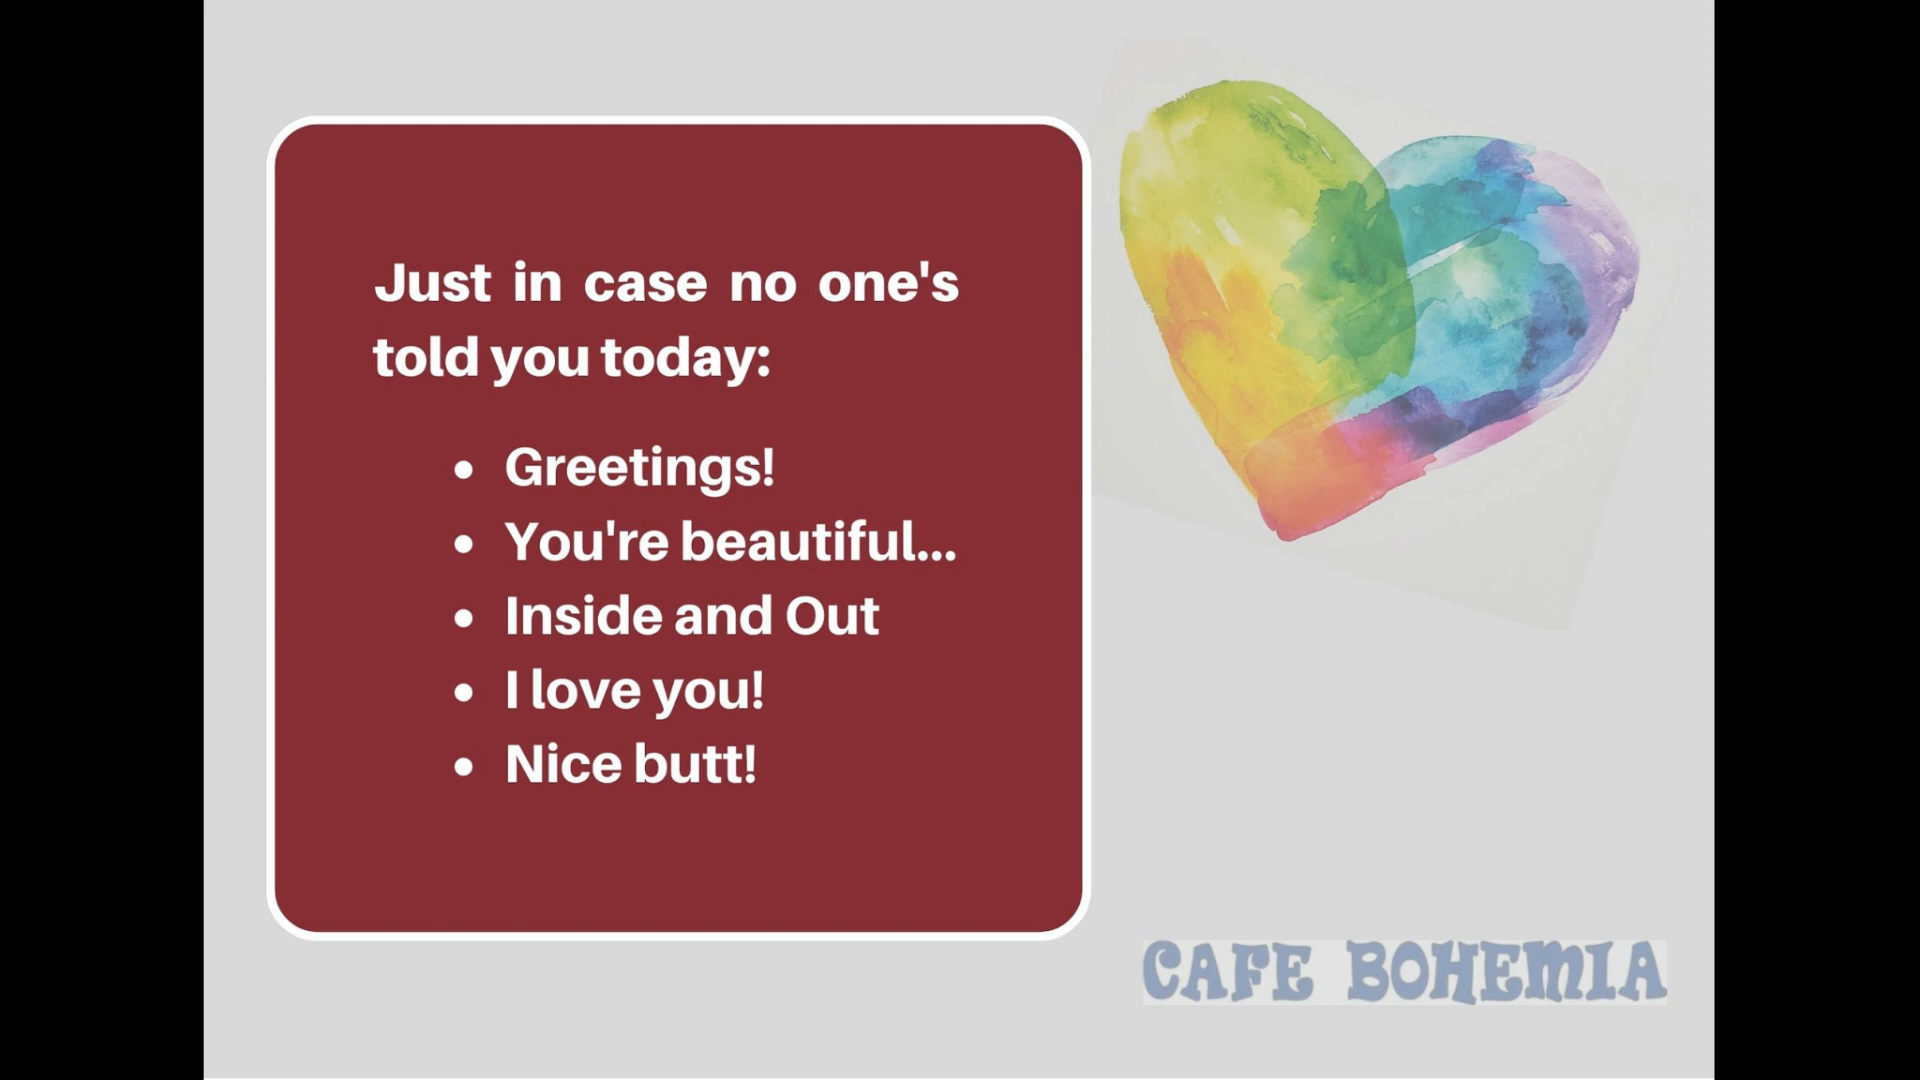 Just in case no one's
told you today:
• Greetings!
• You're beautiful...
• Inside and Out
• I love you!
• Nice butt!
CAFE BOHEMIA